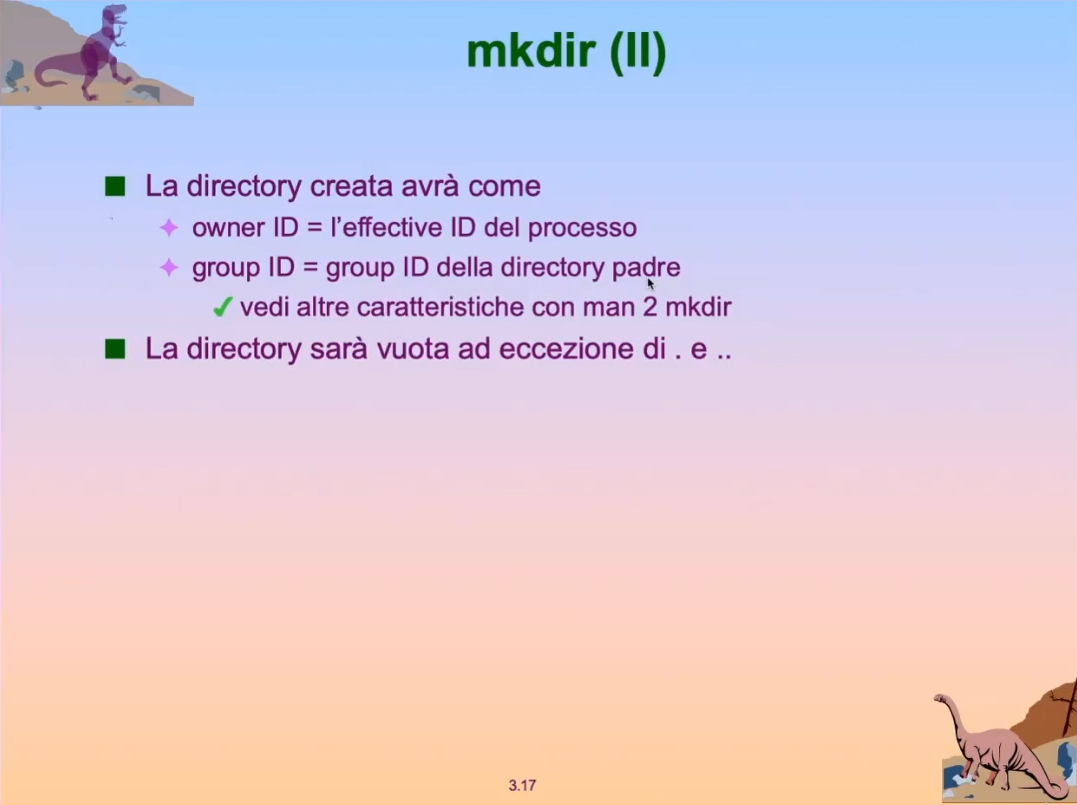 mkdir (II)
La directory creata avrà come
owner ID = l'effective ID del processo
group ID = group ID della directory padre
vedi altre caratteristiche con man 2 mkdir
La directory sarà vuota ad eccezione di . e ..
3.17